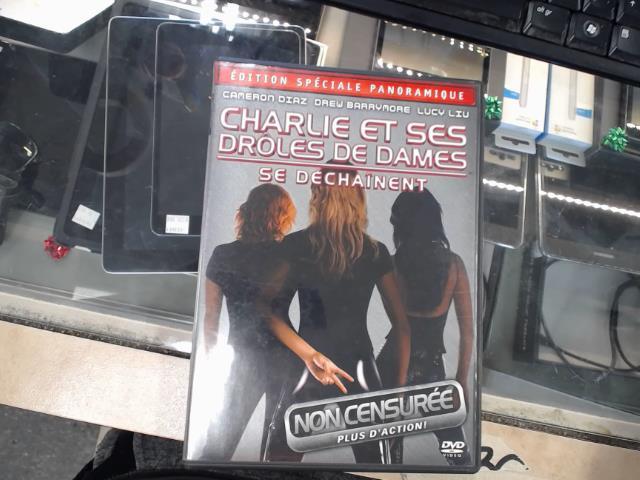 ÉDITION SPÉCIALE PANORAMIQUE
CAMERON DIAZ DREW BARRYMORE LUCY LIU
CHARLIE ET SES
DRÔLES DE DAMES
SE DÉCHAÎNENT
NON CENSURÉE
PLUS D'ACTION!
DVD
VIDEO